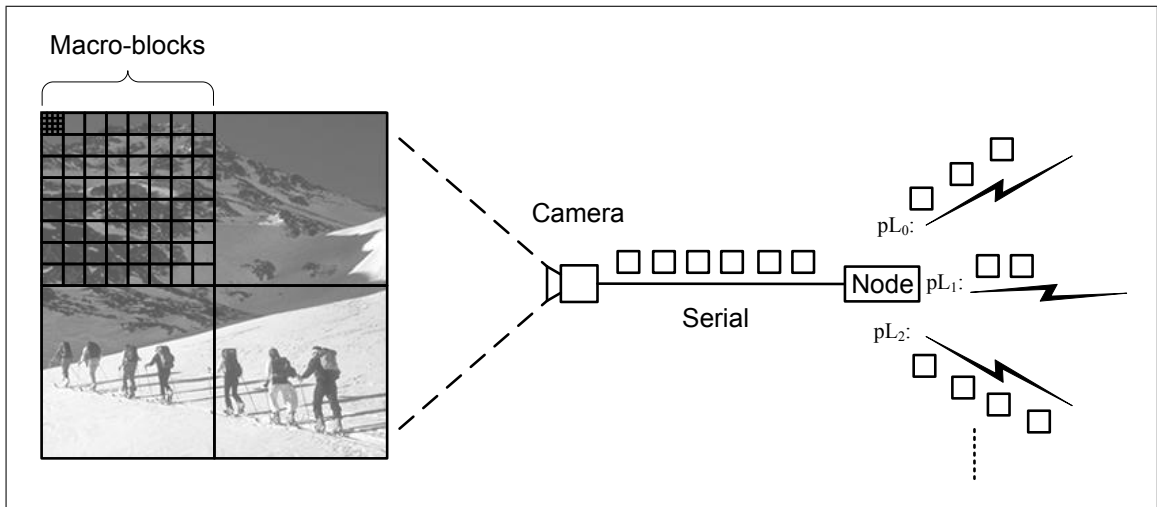 Macro-blocks
Camera
Serial
Node
pL₀:
pL₁:
pL₂: